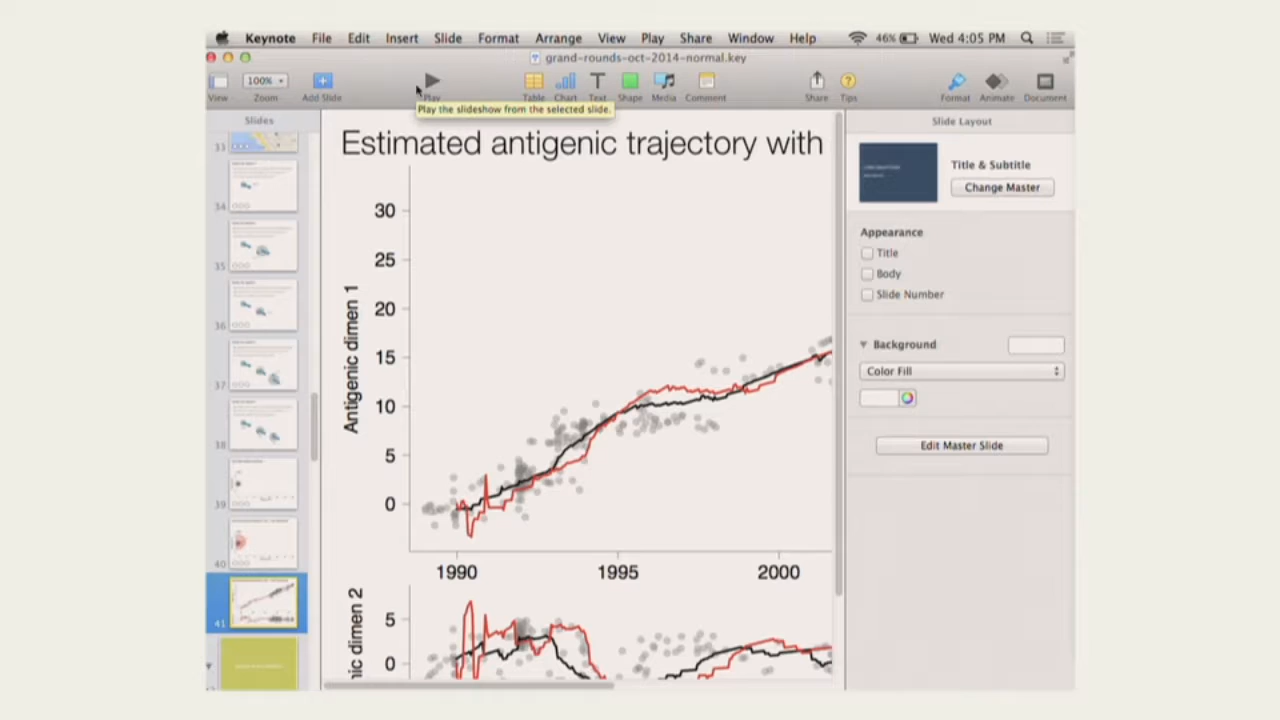 Keynote File Edit Insert Slide Format Arrange View Play Share Window Help 46% Wed 4:05 PM
grand-rounds-oct-2014-normal.key
100%
View Zoom Add Slide Play Table Chart Text Shape Media Comment Share Tips Format Animate Document
Play the slideshow from the selected slide.
Slides
33
34
35
36
37
38
39
40
41
Estimated antigenic trajectory with
Antigenic dimen 1
30
25
20
15
10
5
0
1990 1995 2000
ic dimen 2
5
0
Slide Layout
Title & Subtitle
Change Master
Appearance
Title
Body
Slide Number
Background
Color Fill
Edit Master Slide